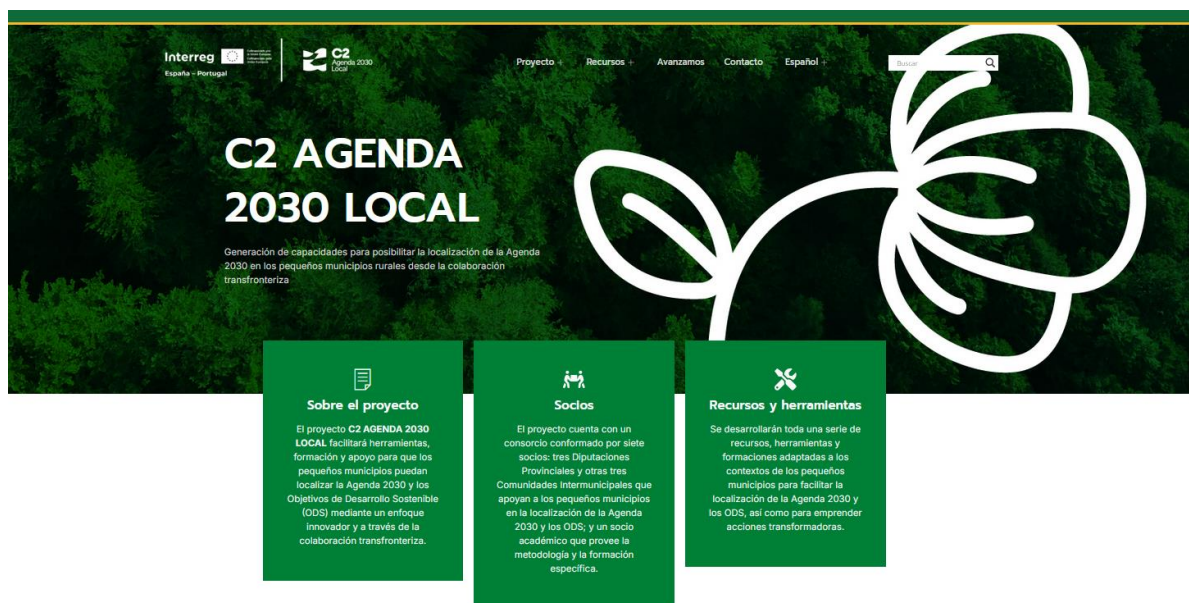 Interreg
España – Portugal
C2
Agenda 2030
Local
Proyecto +
Recursos +
Avanzamos
Contacto
Español +
Buscar
C2 AGENDA
2030 LOCAL
Generación de capacidades para posibilitar la localización de la Agenda
2030 en los pequeños municipios rurales desde la colaboración
transfronteriza
Sobre el proyecto
El proyecto C2 AGENDA 2030
LOCAL facilitará herramientas,
formación y apoyo para que los
pequeños municipios puedan
localizar la Agenda 2030 y los
Objetivos de Desarrollo Sostenible
(ODS) mediante un enfoque
innovador y a través de la
colaboración transfronteriza.
Socios
El proyecto cuenta con un
consorcio conformado por siete
socios: tres Diputaciones
Provinciales y otras tres
Comunidades Intermunicipales que
apoyan a los pequeños municipios
en la localización de la Agenda
2030 y los ODS; y un socio
académico que provee la
metodología y la formación
específica.
Recursos y herramientas
Se desarrollarán toda una serie de
recursos, herramientas y
formaciones adaptadas a los
contextos de los pequeños
municipios para facilitar la
localización de la Agenda 2030 y
los ODS, así como para emprender
acciones transformadoras.